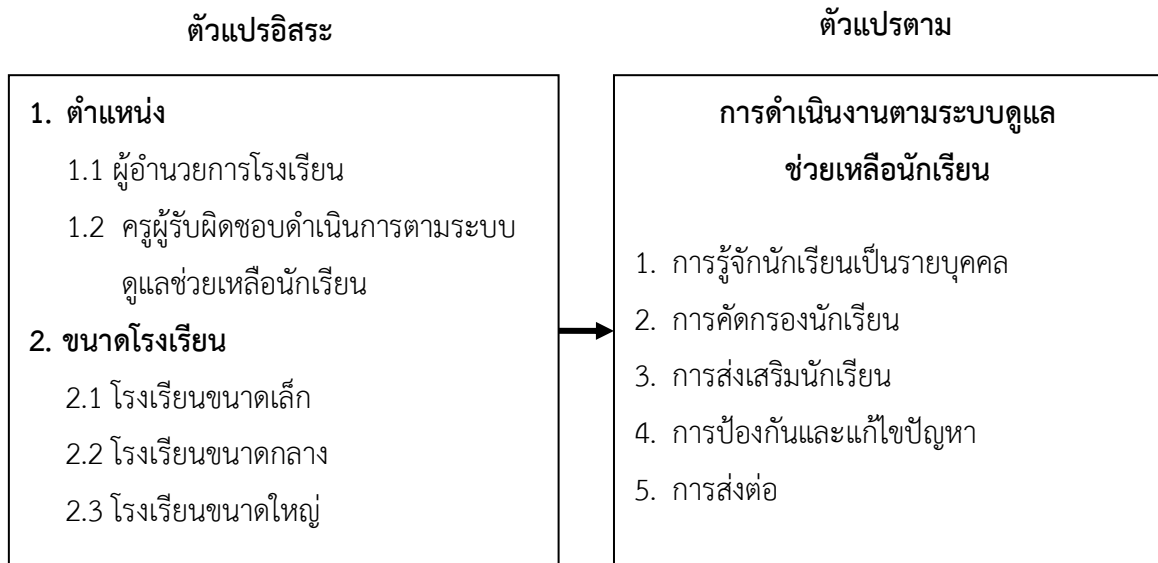 ตัวแปรอิสระ
ตัวแปรตาม
1. ตำแหน่ง
1.1 ผู้อำนวยการโรงเรียน
1.2 ครูผู้รับผิดชอบดำเนินการตามระบบ
ดูแลช่วยเหลือนักเรียน
2. ขนาดโรงเรียน
2.1 โรงเรียนขนาดเล็ก
2.2 โรงเรียนขนาดกลาง
2.3 โรงเรียนขนาดใหญ่
การดำเนินงานตามระบบดูแล
ช่วยเหลือนักเรียน
1. การรู้จักนักเรียนเป็นรายบุคคล
2. การคัดกรองนักเรียน
3. การส่งเสริมนักเรียน
4. การป้องกันและแก้ไขปัญหา
5. การส่งต่อ